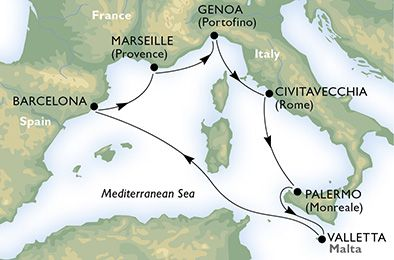 France
GENOA
(Portofino)
MARSEILLE
(Provence)
Italy
CIVITAVECCHIA
(Rome)
BARCELONA
Spain
Mediterranean Sea
PALERMO
(Monreale)
VALLETTA
Malta